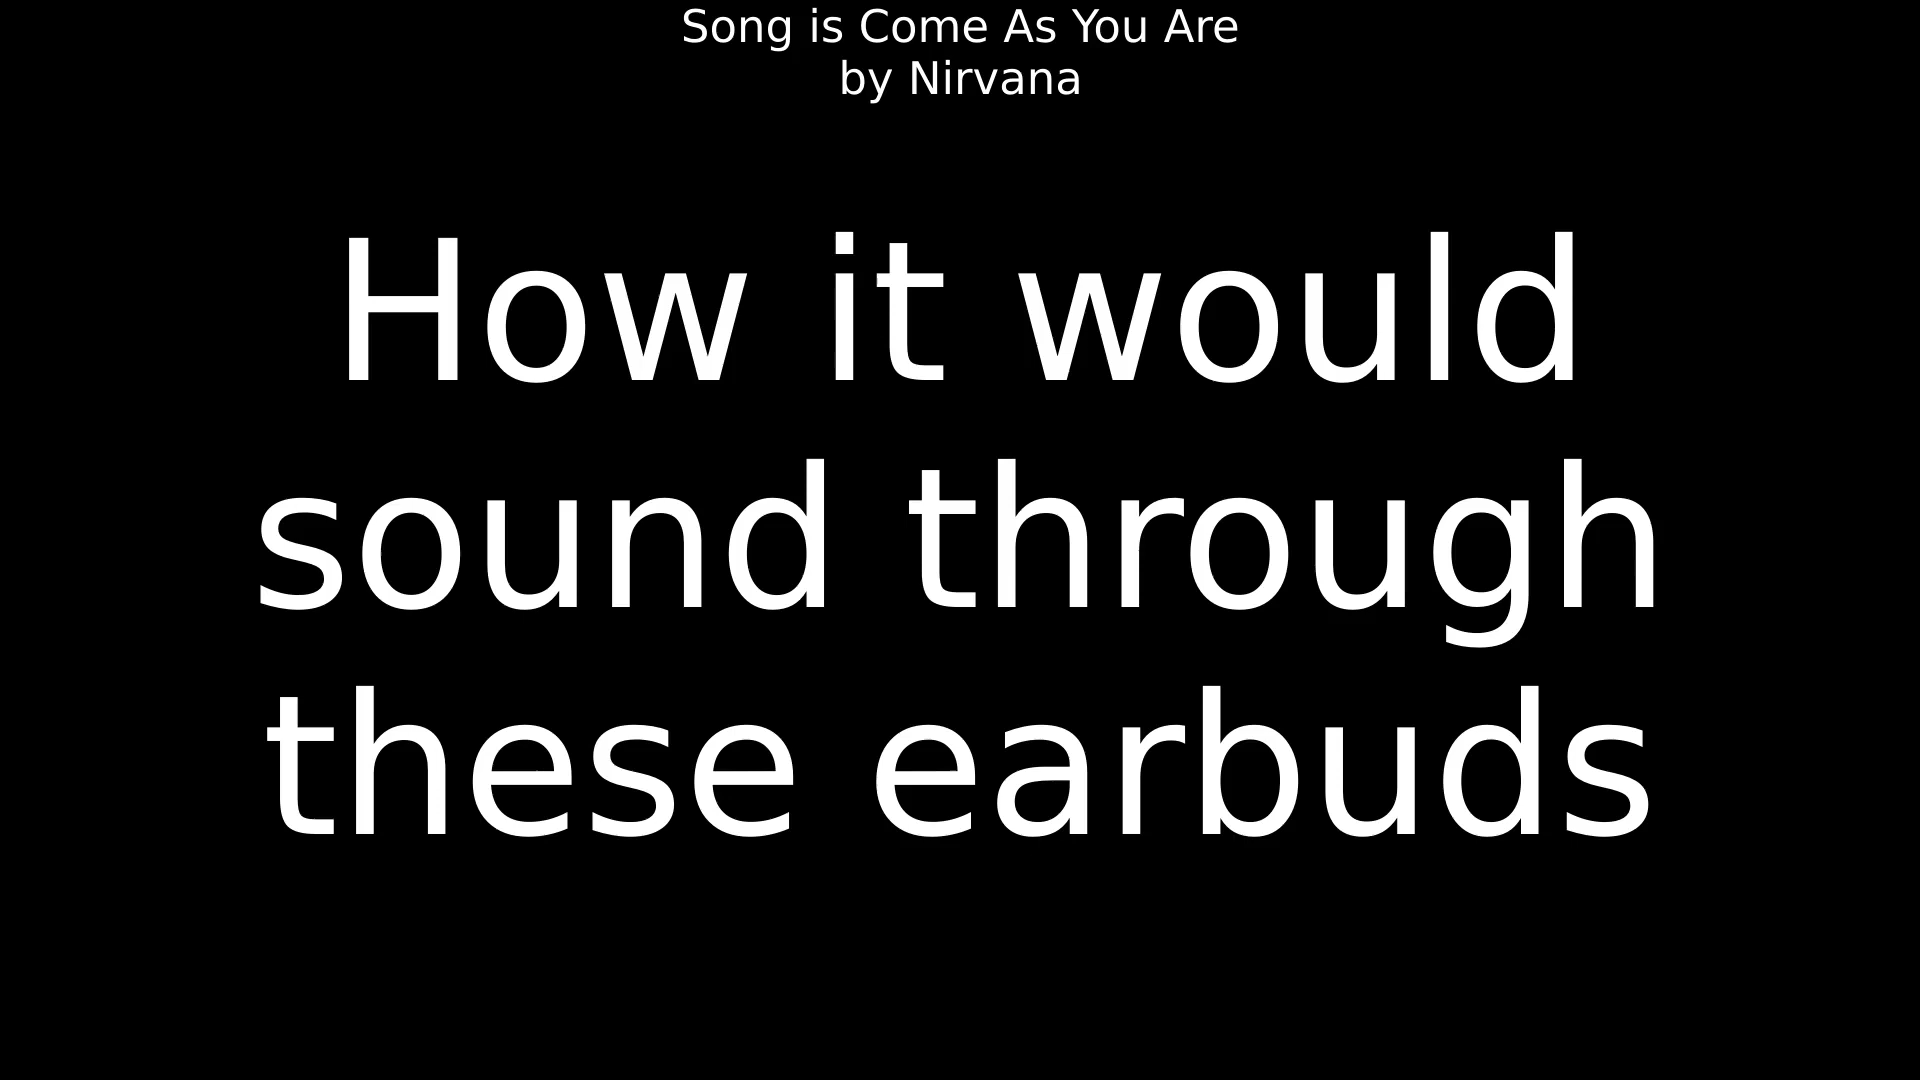 Song is Come As You Are
by Nirvana
How it would
sound through
these earbuds